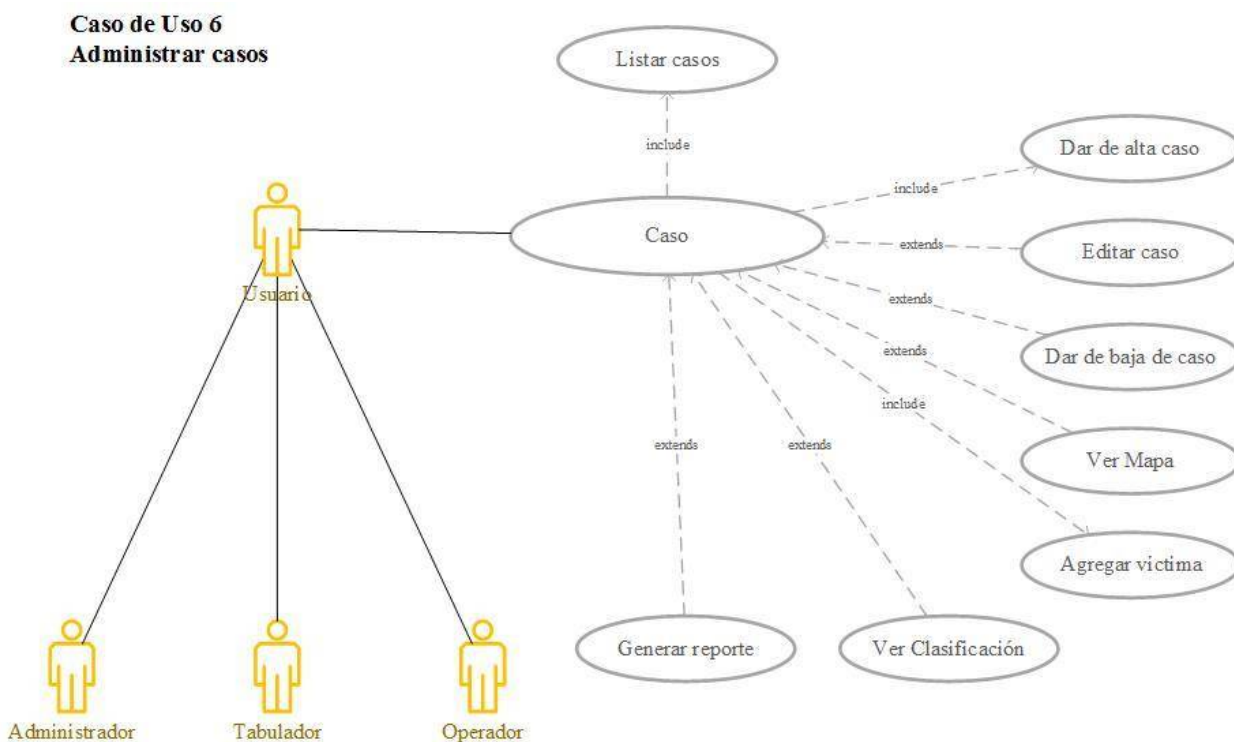 Caso de Uso 6
Administrar casos
Listar casos
include
Dar de alta caso
include
Caso
extends
Editar caso
Usuario
extends
Dar de baja de caso
extends
include
Ver Mapa
extends
extends
Agregar victima
Generar reporte
Ver Clasificación
Administrador
Tabulador
Operador